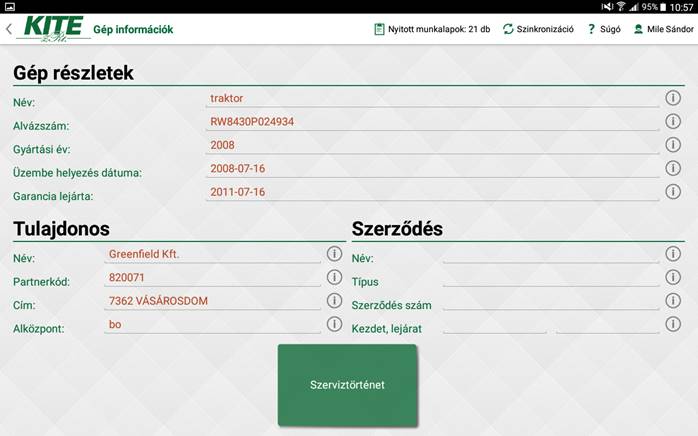 95% 10:57
KITE ZRt. Gép információk Nyitott munkalapok: 21 db Szinkronizáció ? Súgó Mile Sándor
Gép részletek
Név: traktor
Alvázszám: RW8430P024934
Gyártási év: 2008
Üzembe helyezés dátuma: 2008-07-16
Garancia lejárta: 2011-07-16
Tulajdonos
Név: Greenfield Kft.
Partnerkód: 820071
Cím: 7362 VÁSÁROSDOM
Alközpont: bo
Szerződés
Név:
Típus
Szerződés szám
Kezdet, lejárat
Szerviztörténet